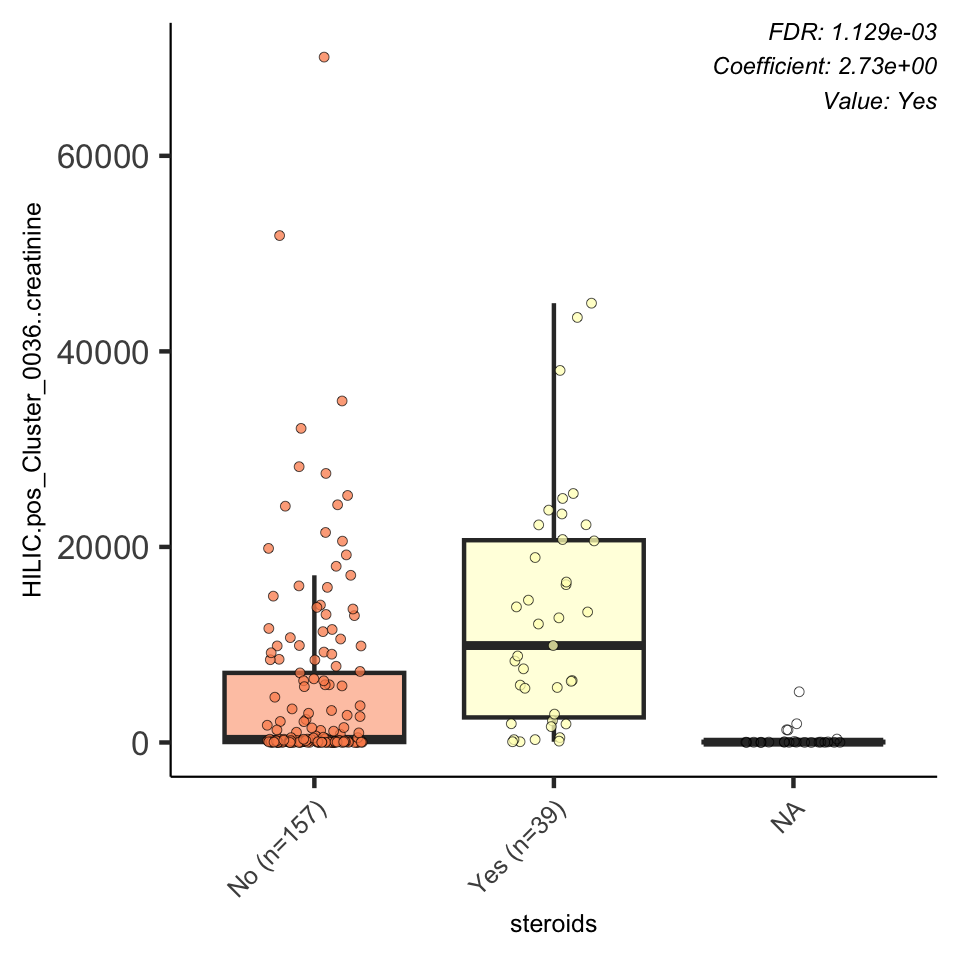 FDR: 1.129e-03
Coefficient: 2.73e+00
Value: Yes
HILIC.pos_Cluster_0036..creatinine
60000
40000
20000
0
No (n=157)
Yes (n=39)
NA
steroids